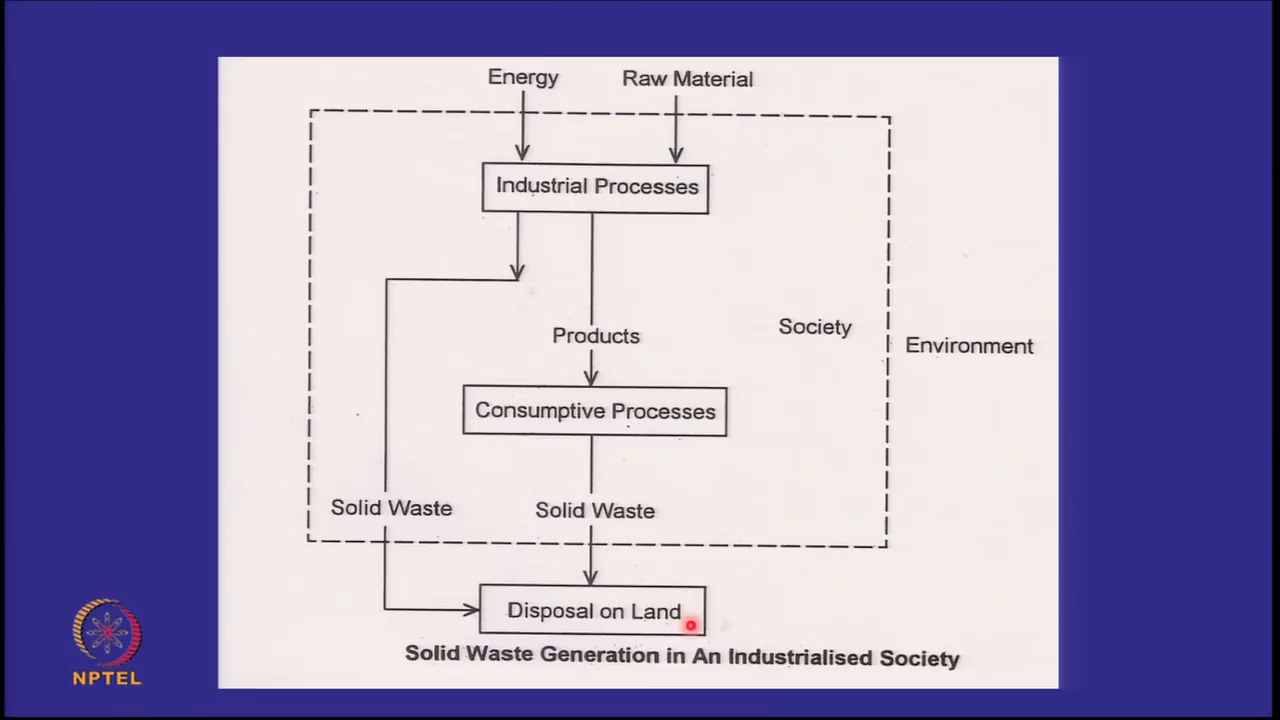 Energy
Raw Material
Industrial Processes
Products
Society
Environment
Consumptive Processes
Solid Waste
Solid Waste
Disposal on Land
Solid Waste Generation in An Industrialised Society
NPTEL